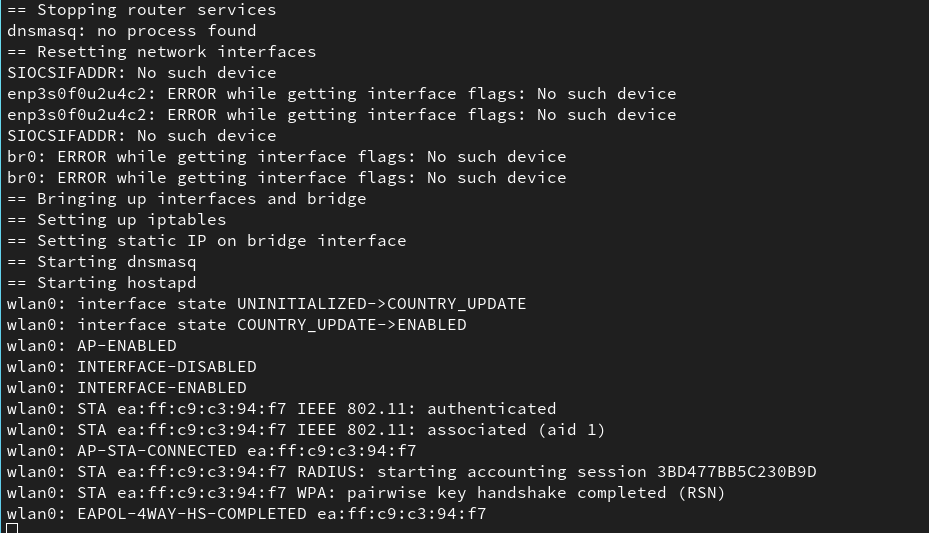 == Stopping router services
dnsmasq: no process found
== Resetting network interfaces
SIOCSIFADDR: No such device
enp3s0f0u2u4c2: ERROR while getting interface flags: No such device
enp3s0f0u2u4c2: ERROR while getting interface flags: No such device
SIOCSIFADDR: No such device
br0: ERROR while getting interface flags: No such device
br0: ERROR while getting interface flags: No such device
== Bringing up interfaces and bridge
== Setting up iptables
== Setting static IP on bridge interface
== Starting dnsmasq
== Starting hostapd
wlan0: interface state UNINITIALIZED->COUNTRY_UPDATE
wlan0: interface state COUNTRY_UPDATE->ENABLED
wlan0: AP-ENABLED
wlan0: INTERFACE-DISABLED
wlan0: INTERFACE-ENABLED
wlan0: STA ea:ff:c9:c3:94:f7 IEEE 802.11: authenticated
wlan0: STA ea:ff:c9:c3:94:f7 IEEE 802.11: associated (aid 1)
wlan0: AP-STA-CONNECTED ea:ff:c9:c3:94:f7
wlan0: STA ea:ff:c9:c3:94:f7 RADIUS: starting accounting session 3BD477BB5C230B9D
wlan0: STA ea:ff:c9:c3:94:f7 WPA: pairwise key handshake completed (RSN)
wlan0: EAPOL-4WAY-HS-COMPLETED ea:ff:c9:c3:94:f7